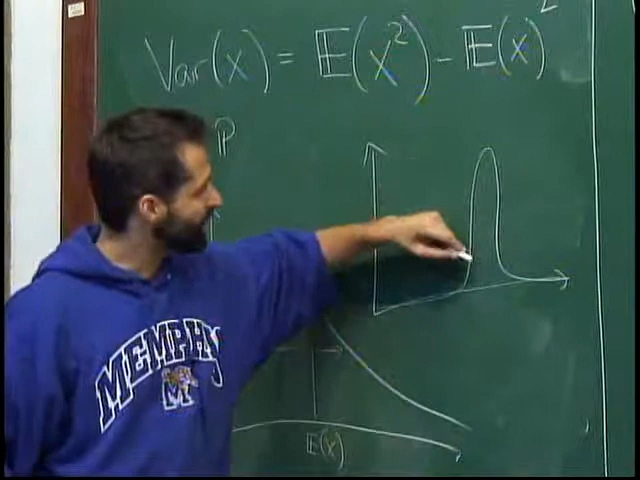 Var(X) = 𝔼(X²) - 𝔼(X)²
ℙ
MEMPHIS
M
𝔼(X)